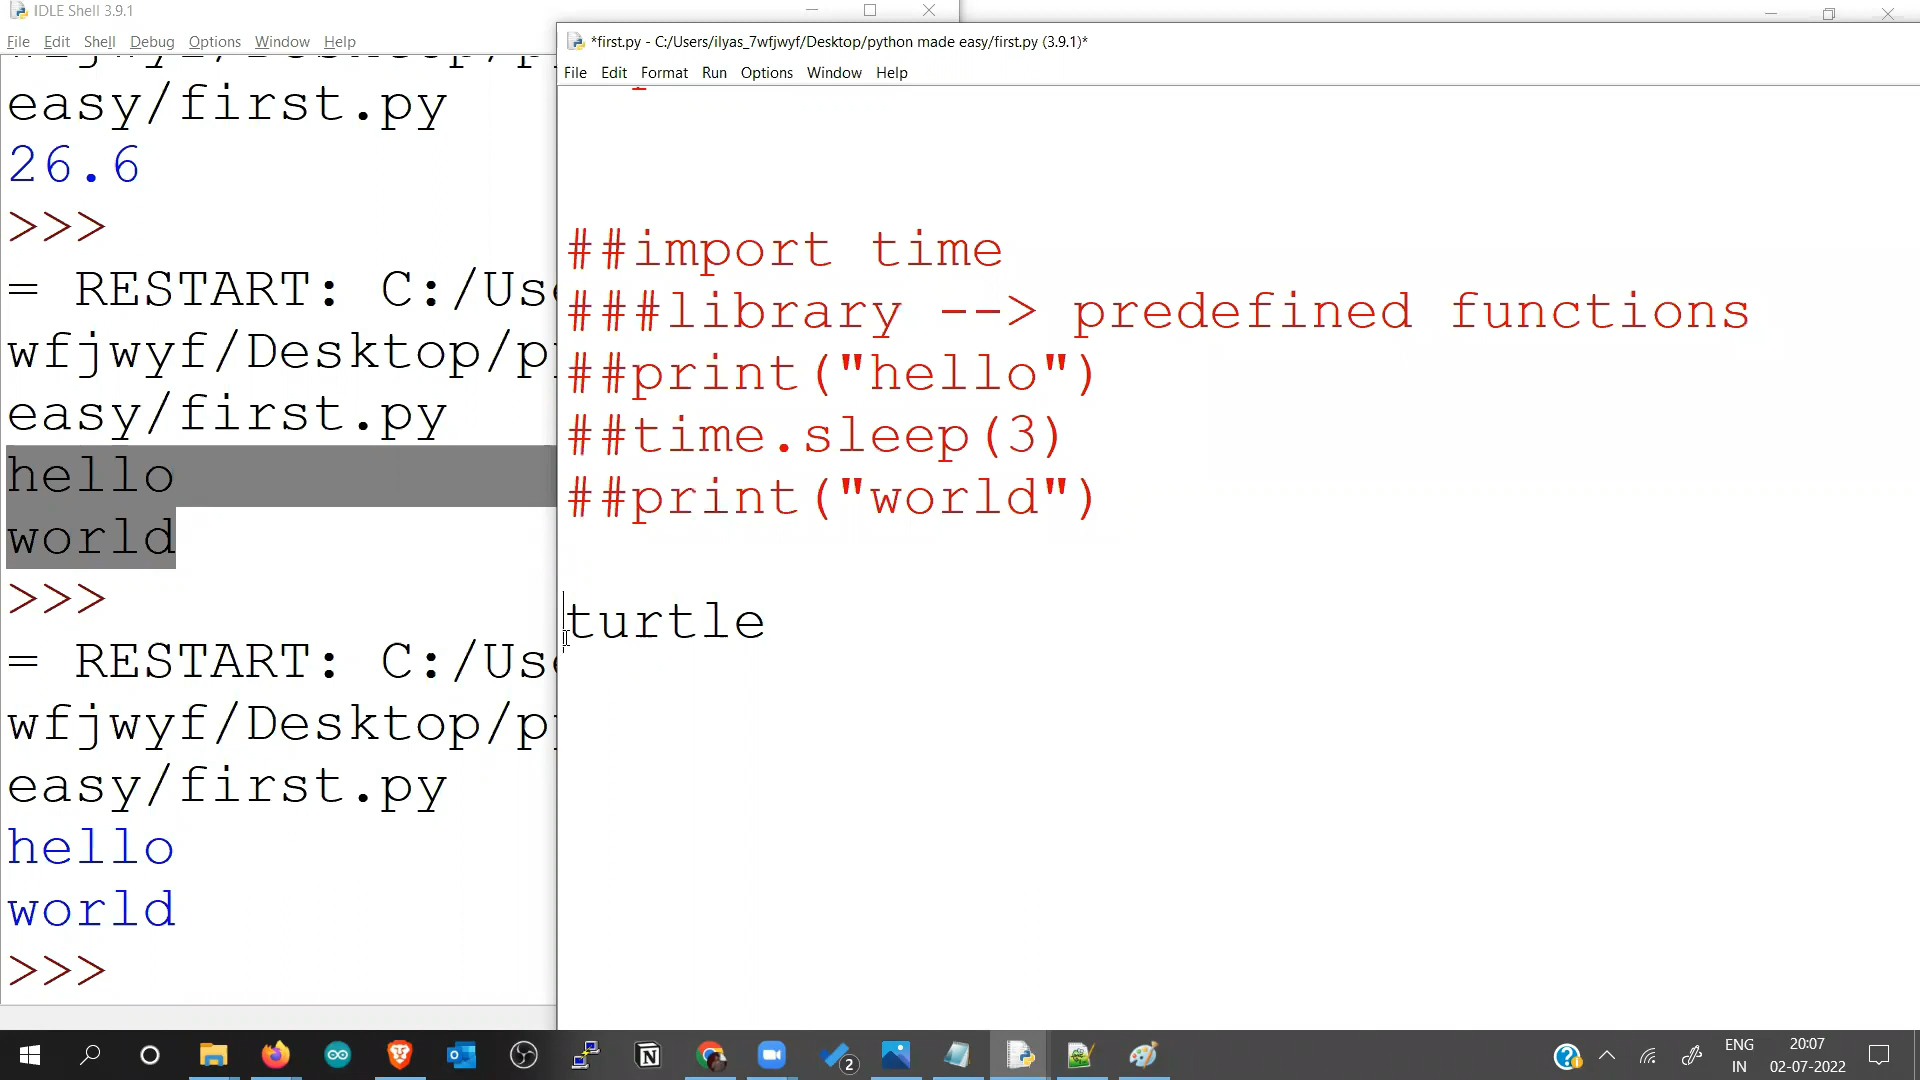 IDLE Shell 3.9.1
File Edit Shell Debug Options Window Help
easy/first.py
26.6
>>>
= RESTART: C:/Us
wfjwyf/Desktop/p
easy/first.py
hello
world
>>>
= RESTART: C:/Us
wfjwyf/Desktop/p
easy/first.py
hello
world
>>>
*first.py - C:/Users/ilyas_7wfjwyf/Desktop/python made easy/first.py (3.9.1)*
File Edit Format Run Options Window Help
##import time
###library --> predefined functions
##print("hello")
##time.sleep(3)
##print("world")
turtle
2
ENG
IN
20:07
02-07-2022